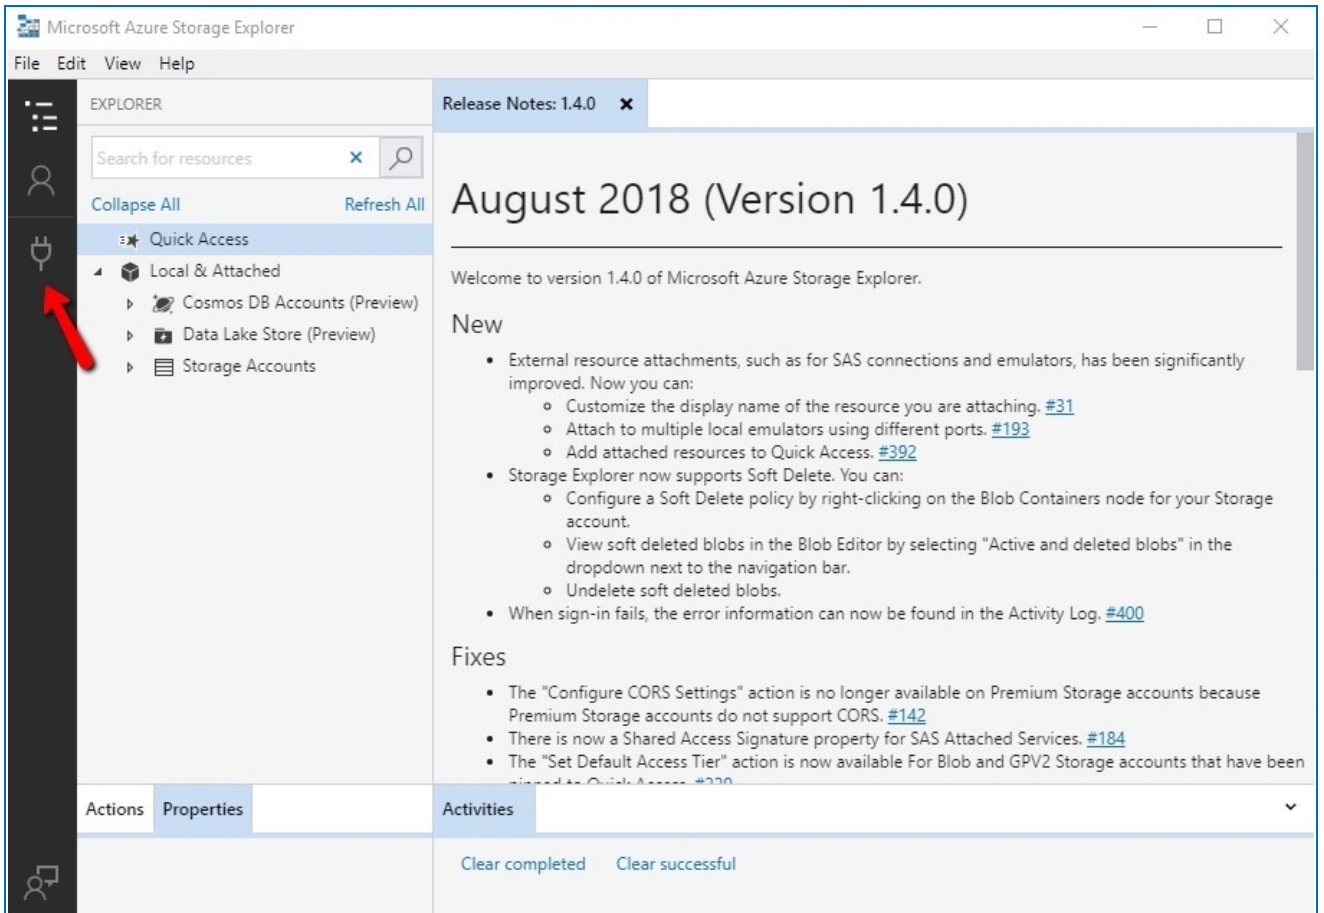 Microsoft Azure Storage Explorer
File Edit View Help
EXPLORER
Search for resources
Collapse All Refresh All
Quick Access
Local & Attached
Cosmos DB Accounts (Preview)
Data Lake Store (Preview)
Storage Accounts
Release Notes: 1.4.0
August 2018 (Version 1.4.0)
Welcome to version 1.4.0 of Microsoft Azure Storage Explorer.
New
• External resource attachments, such as for SAS connections and emulators, has been significantly
improved. Now you can:
Customize the display name of the resource you are attaching. #31
Attach to multiple local emulators using different ports. #193
Add attached resources to Quick Access. #392
• Storage Explorer now supports Soft Delete. You can:
Configure a Soft Delete policy by right-clicking on the Blob Containers node for your Storage
account.
View soft deleted blobs in the Blob Editor by selecting "Active and deleted blobs" in the
dropdown next to the navigation bar.
Undelete soft deleted blobs.
• When sign-in fails, the error information can now be found in the Activity Log. #400
Fixes
• The "Configure CORS Settings" action is no longer available on Premium Storage accounts because
Premium Storage accounts do not support CORS. #142
• There is now a Shared Access Signature property for SAS Attached Services. #184
• The "Set Default Access Tier" action is now available For Blob and GPV2 Storage accounts that have been
pinned to Quick Access. #229
Actions Properties
Activities
Clear completed Clear successful